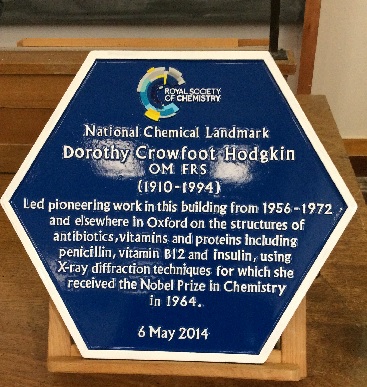 ROYAL SOCIETY
OF CHEMISTRY
National Chemical Landmark
Dorothy Crowfoot Hodgkin
OM FRS
(1910-1994)
Led pioneering work in this building from 1956-1972
and elsewhere in Oxford on the structures of
antibiotics, vitamins and proteins including
penicillin, vitamin B12 and insulin, using
X-ray diffraction techniques for which she
received the Nobel Prize in Chemistry
in 1964.
6 May 2014